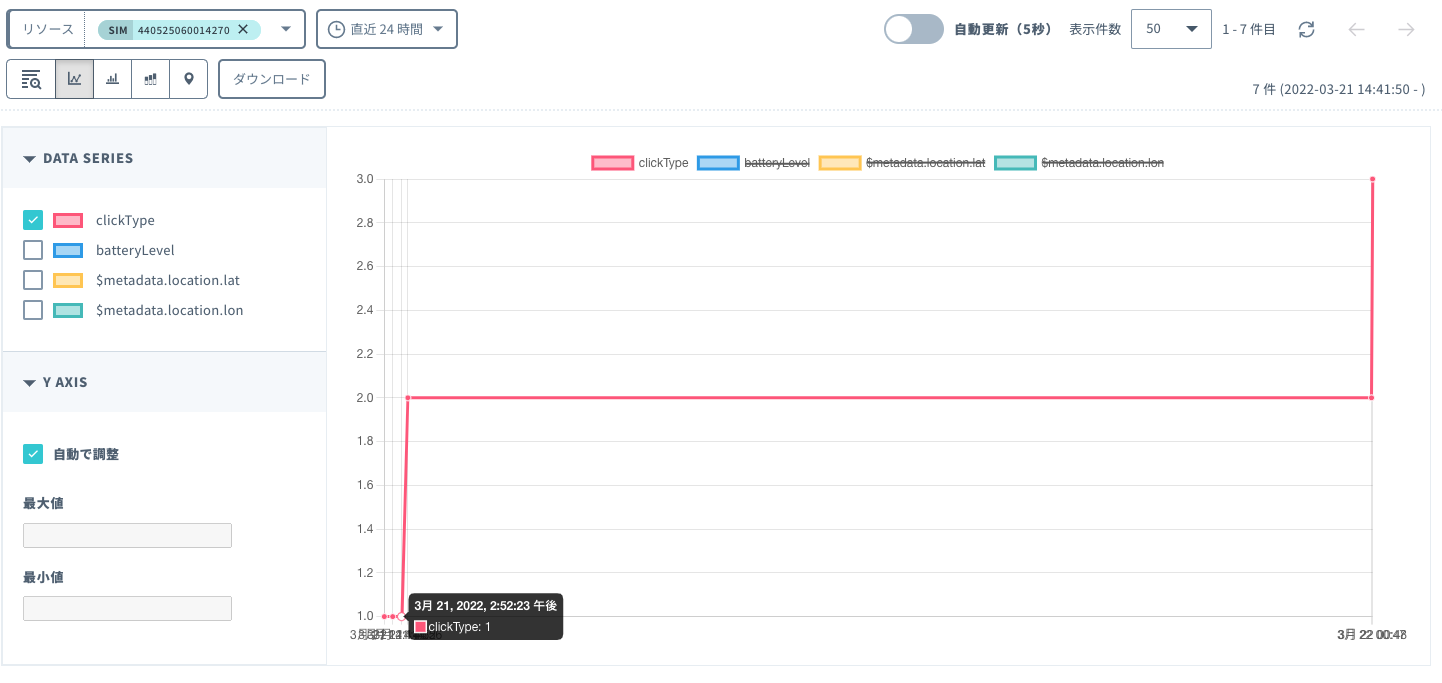 リソース SIM 440525060014270 直近 24 時間 自動更新（5秒） 表示件数 50 1 - 7 件目
ダウンロード
7 件 (2022-03-21 14:41:50 - )
DATA SERIES
clickType
batteryLevel
$metadata.location.lat
$metadata.location.lon
Y AXIS
自動で調整
最大値
最小値
clickType batteryLevel $metadata.location.lat $metadata.location.lon
3.0
2.8
2.6
2.4
2.2
2.0
1.8
1.6
1.4
1.2
1.0
3月 21, 2022, 2:52:23 午後
clickType: 1
3月 22